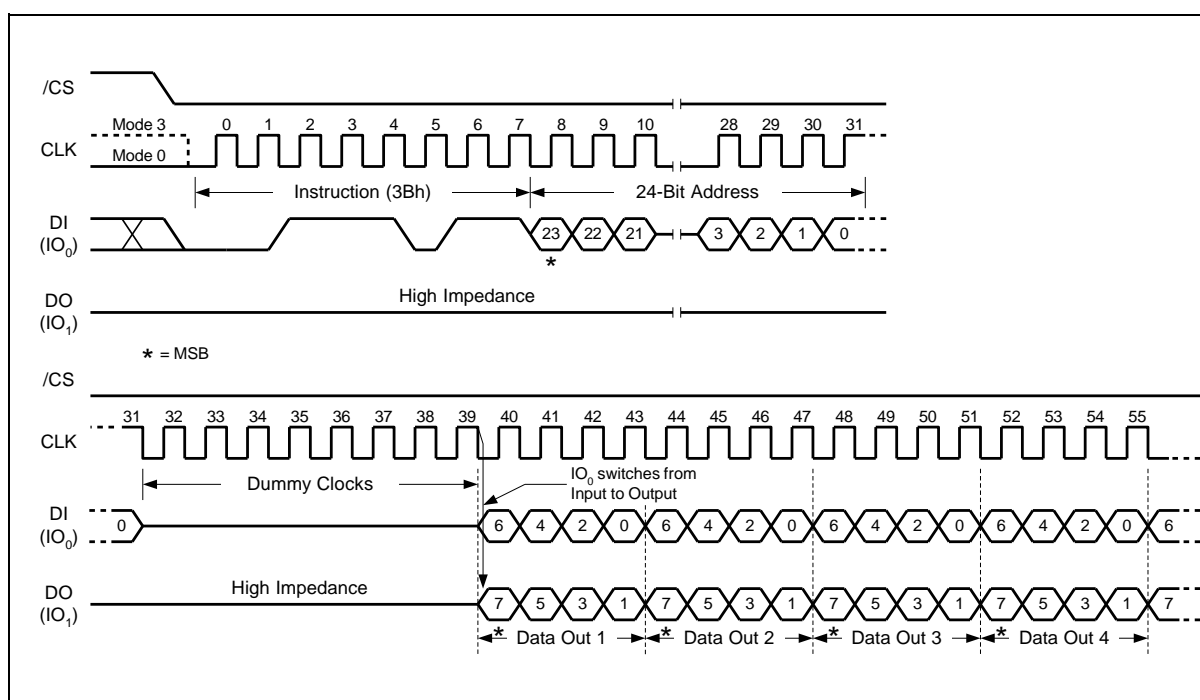 /CS
Mode 3 0 1 2 3 4 5 6 7 8 9 10 28 29 30 31
CLK
Mode 0
Instruction (3Bh) 24-Bit Address
DI
(IO0) 23 22 21 3 2 1 0
*
DO High Impedance
(IO1)
* = MSB
/CS
31 32 33 34 35 36 37 38 39 40 41 42 43 44 45 46 47 48 49 50 51 52 53 54 55
CLK
Dummy Clocks
IO0 switches from
Input to Output
DI
(IO0) 0 6 4 2 0 6 4 2 0 6 4 2 0 6 4 2 0 6
DO High Impedance
(IO1) 7 5 3 1 7 5 3 1 7 5 3 1 7 5 3 1 7
* Data Out 1 * Data Out 2 * Data Out 3 * Data Out 4